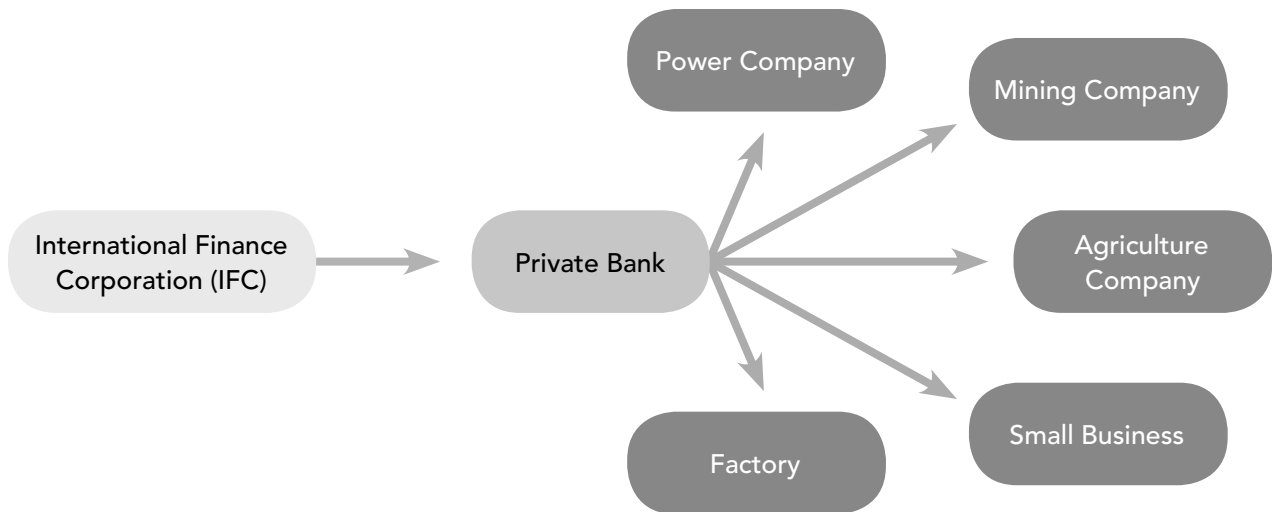 Power Company
Mining Company
International Finance
Corporation (IFC)
Private Bank
Agriculture
Company
Small Business
Factory